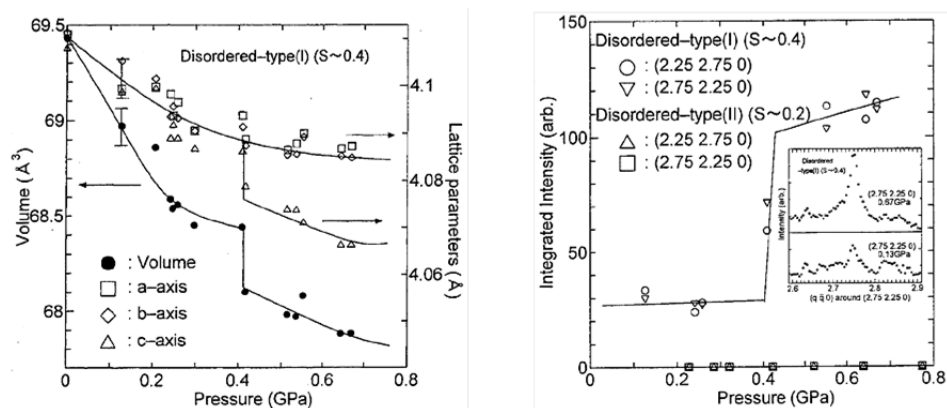 69.5
69
68.5
68
Volume (Å³)
Disordered–type(I) (S∼0.4)
● : Volume
□ : a–axis
◇ : b–axis
△ : c–axis
4.1
4.08
4.06
Lattice parameters (Å)
0 0.2 0.4 0.6 0.8
Pressure (GPa)
150
100
50
0
Integrated Intensity (arb.)
Disordered–type(I) (S∼0.4)
○ : (2.25 2.75 0)
▽ : (2.75 2.25 0)
Disordered–type(II) (S∼0.2)
△ : (2.25 2.75 0)
□ : (2.75 2.25 0)
Disordered
–type(I) (S∼0.4)
(2.75 2.25 0)
0.67GPa
(2.75 2.25 0)
0.13GPa
Intensity (arb.)
2.6 2.7 2.8 2.9
(q q̄ 0) around (2.75 2.25 0)
0 0.2 0.4 0.6 0.8
Pressure (GPa)